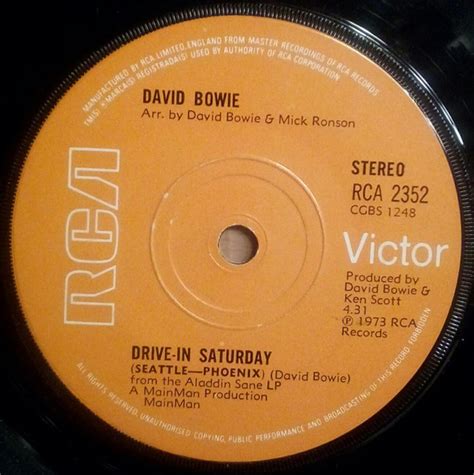 MANUFACTURED BY RCA LIMITED, ENGLAND FROM MASTER RECORDINGS OF RCA RECORDS
TM(S) ® MARCA(S) REGISTRADA(S) USED BY AUTHORITY OF RCA CORPORATION
DAVID BOWIE
Arr. by David Bowie & Mick Ronson
STEREO
RCA 2352
CGBS 1248
RCA
Victor
Produced by
David Bowie &
Ken Scott
4.31
℗ 1973 RCA
Records
DRIVE-IN SATURDAY
(SEATTLE—PHOENIX) (David Bowie)
from the Aladdin Sane LP
A MainMan Production
MainMan
ALL RIGHTS RESERVED. UNAUTHORISED COPYING, PUBLIC PERFORMANCE AND BROADCASTING OF THIS RECORD FORBIDDEN